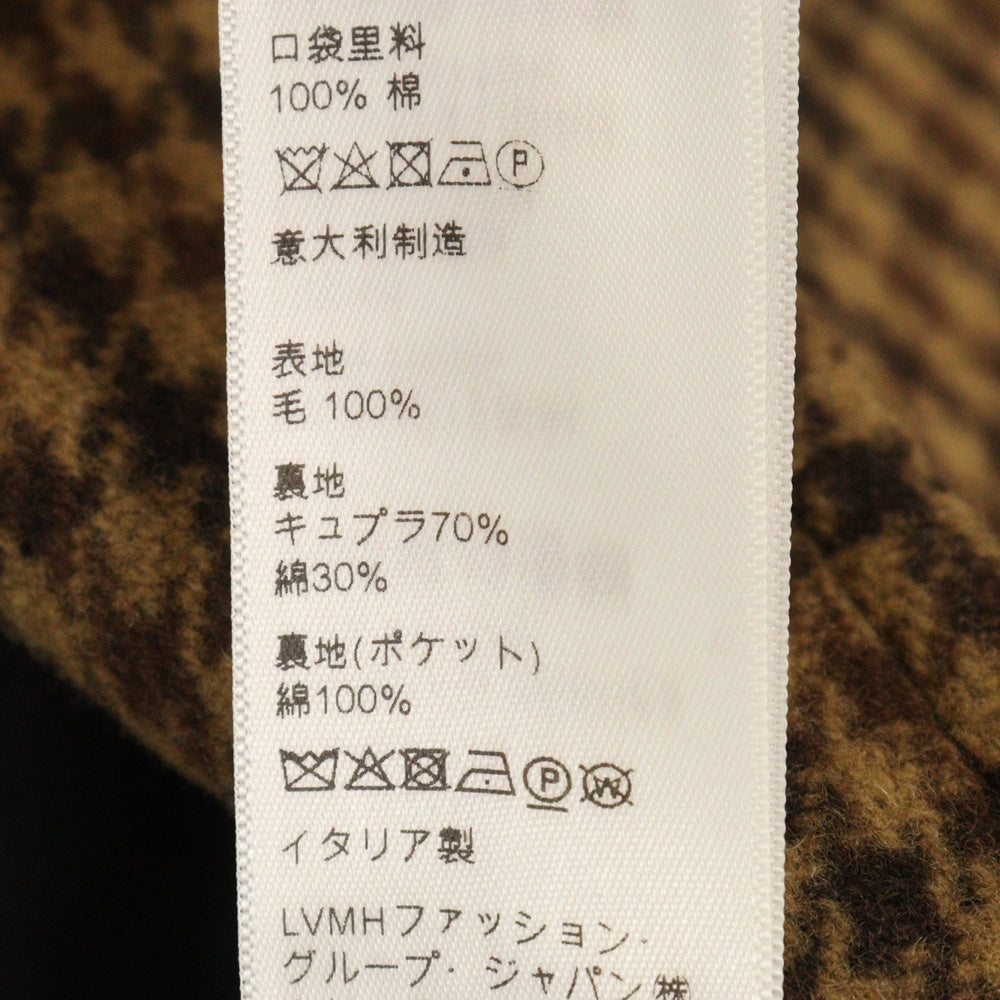 口袋里料
100% 棉
P
意大利制造
表地
毛 100%
裏地
キュプラ70%
綿30%
裏地(ポケット)
綿100%
P W
イタリア製
LVMHファッション・
グループ・ジャパン㈱